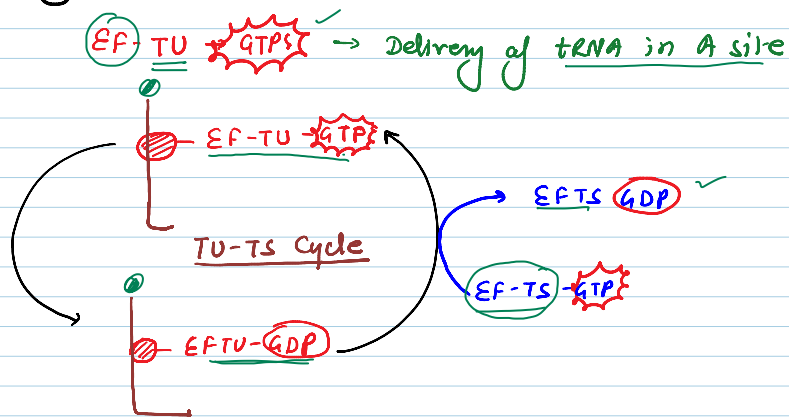 EF-TU → GTPS → Delivery of tRNA in A site
EF-TU → GTP
EFTS GDP
TU-TS Cycle
EF-TS-GTP
EFTU-GDP